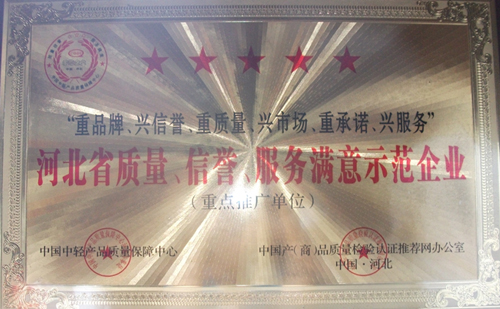 “重品牌、兴信誉、重质量、兴市场、重承诺、兴服务”
河北省质量、信誉、服务满意示范企业
（重点推广单位）
中国中轻产品质量保障中心
中国产（商）品质量检验认证推荐网办公室
中国·河北